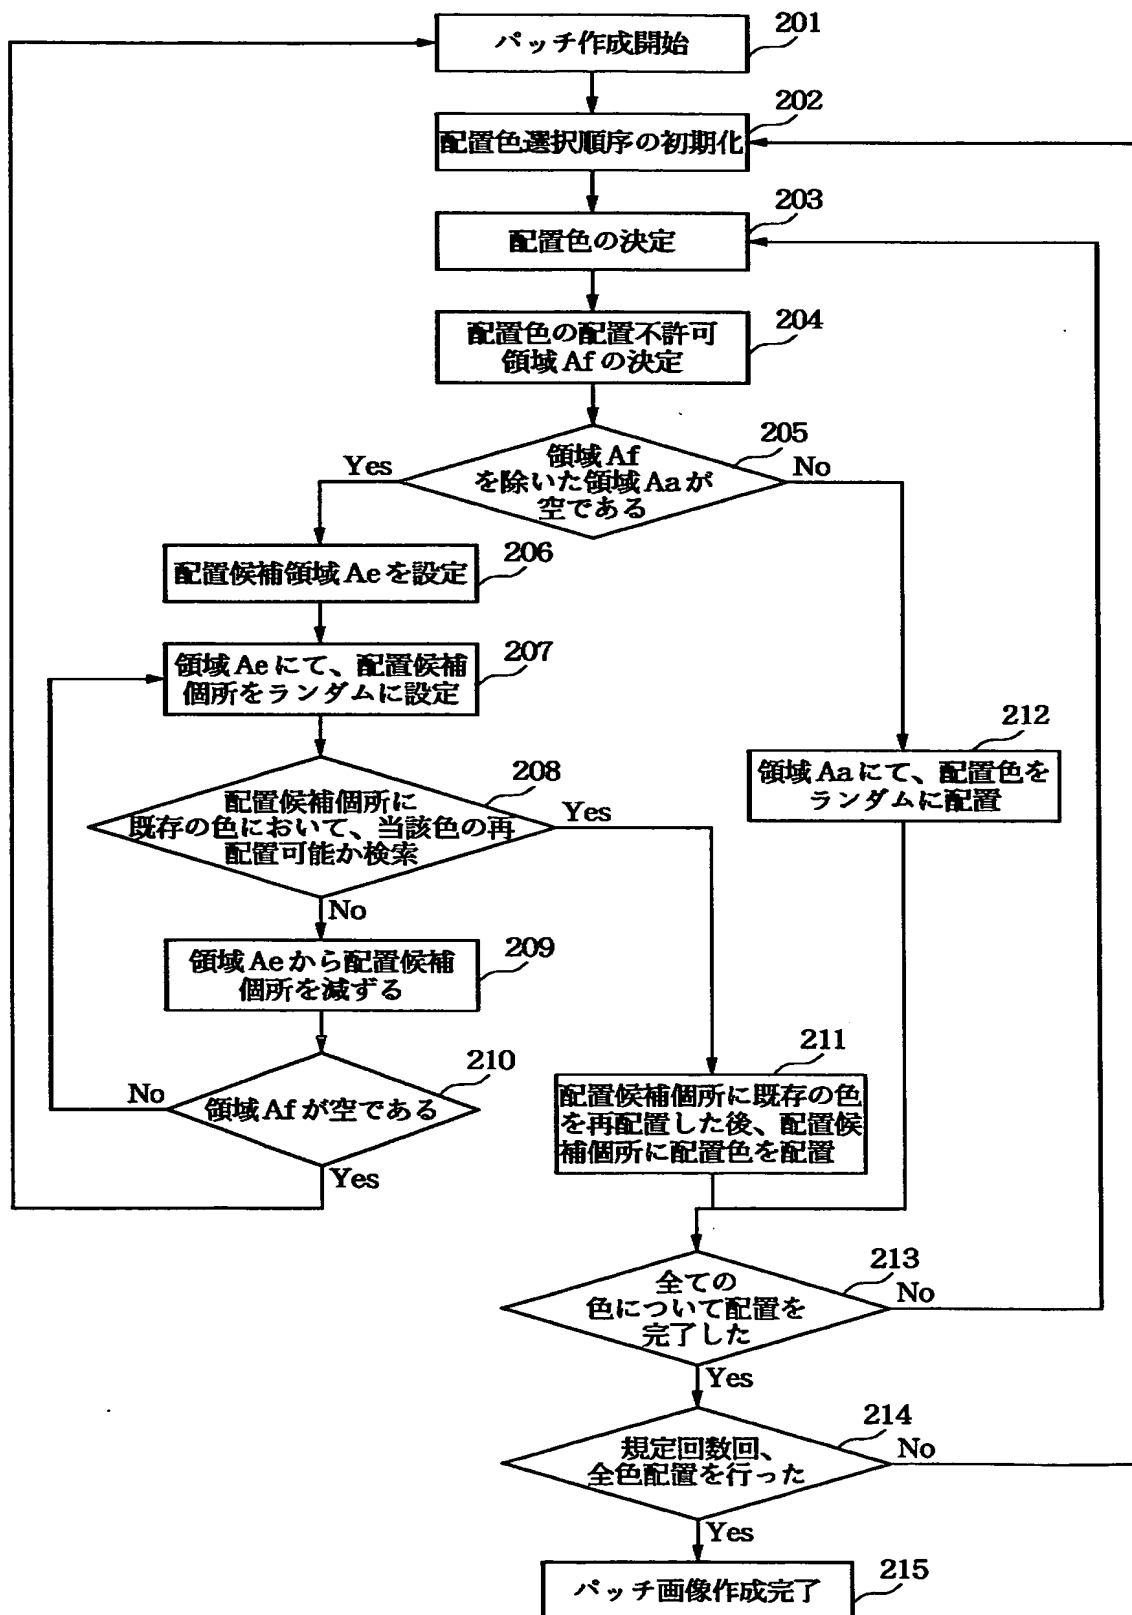 パッチ作成開始
201
配置色選択順序の初期化
202
配置色の決定
203
配置色の配置不許可
領域Afの決定
204
領域Af
を除いた領域Aaが
空である
205
Yes
No
配置候補領域Aeを設定
206
領域Aeにて、配置候補
個所をランダムに設定
207
配置候補個所に
既存の色において、当該色の再
配置可能か検索
208
Yes
No
領域Aeから配置候補
個所を減ずる
209
領域Afが空である
210
No
Yes
配置候補個所に既存の色
を再配置した後、配置候
補個所に配置色を配置
211
領域Aaにて、配置色を
ランダムに配置
212
全ての
色について配置を
完了した
213
No
Yes
規定回数回、
全色配置を行った
214
No
Yes
パッチ画像作成完了
215